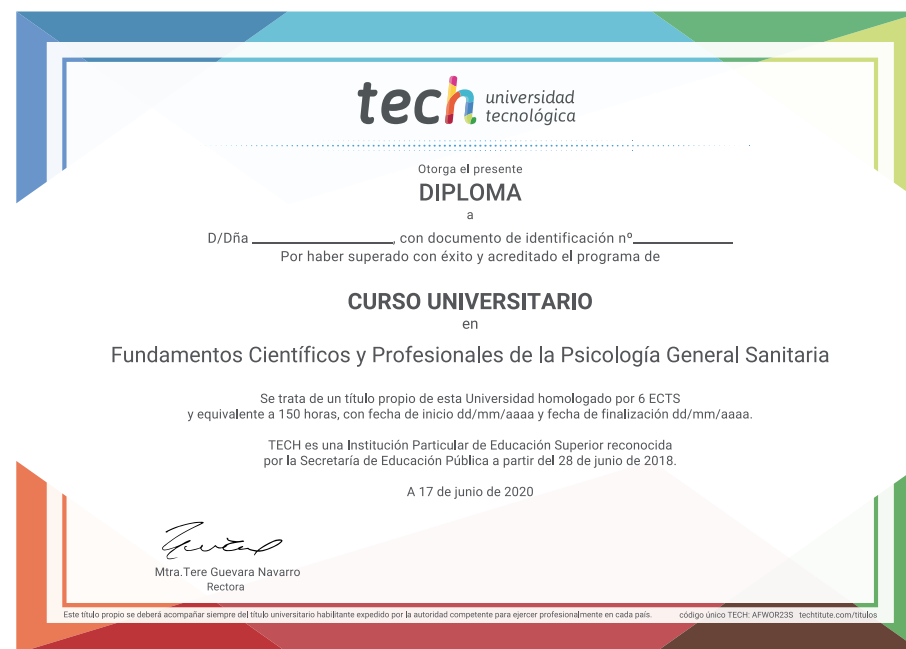 tech universidad
tecnológica
Otorga el presente
DIPLOMA
a
D/Dña ____________________, con documento de identificación nº______________
Por haber superado con éxito y acreditado el programa de
CURSO UNIVERSITARIO
en
Fundamentos Científicos y Profesionales de la Psicología General Sanitaria
Se trata de un título propio de esta Universidad homologado por 6 ECTS
y equivalente a 150 horas, con fecha de inicio dd/mm/aaaa y fecha de finalización dd/mm/aaaa.
TECH es una Institución Particular de Educación Superior reconocida
por la Secretaría de Educación Pública a partir del 28 de junio de 2018.
A 17 de junio de 2020
Mtra.Tere Guevara Navarro
Rectora
Este título propio se deberá acompañar siempre del título universitario habilitante expedido por la autoridad competente para ejercer profesionalmente en cada país. código único TECH: AFWOR23S techtitute.com/titulos